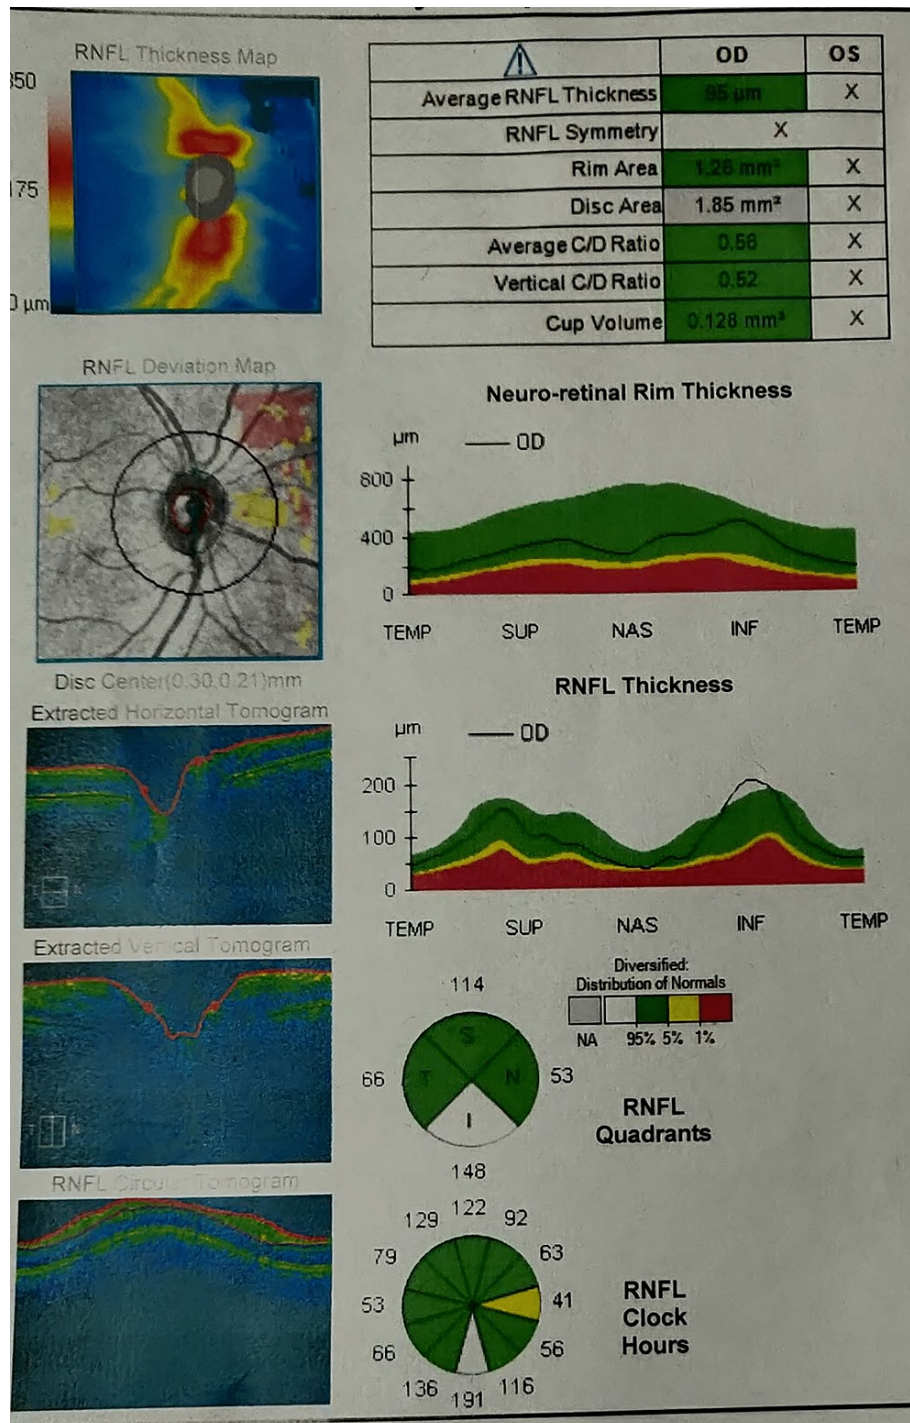 RNFL Thickness Map
350
175
0 µm
OD OS
Average RNFL Thickness 95 µm X
RNFL Symmetry X
Rim Area 1.26 mm² X
Disc Area 1.85 mm² X
Average C/D Ratio 0.56 X
Vertical C/D Ratio 0.52 X
Cup Volume 0.128 mm³ X
RNFL Deviation Map
Disc Center(0.30,0.21)mm
Neuro-retinal Rim Thickness
µm OD
800
400
0
TEMP SUP NAS INF TEMP
Extracted Horizontal Tomogram
RNFL Thickness
µm OD
200
100
0
TEMP SUP NAS INF TEMP
Extracted Vertical Tomogram
Diversified:
Distribution of Normals
NA 95% 5% 1%
114
S
66 T N 53
I
148
RNFL
Quadrants
RNFL Circular Tomogram
122
129 92
79 63
53 41
66 56
136 116
191
RNFL
Clock
Hours